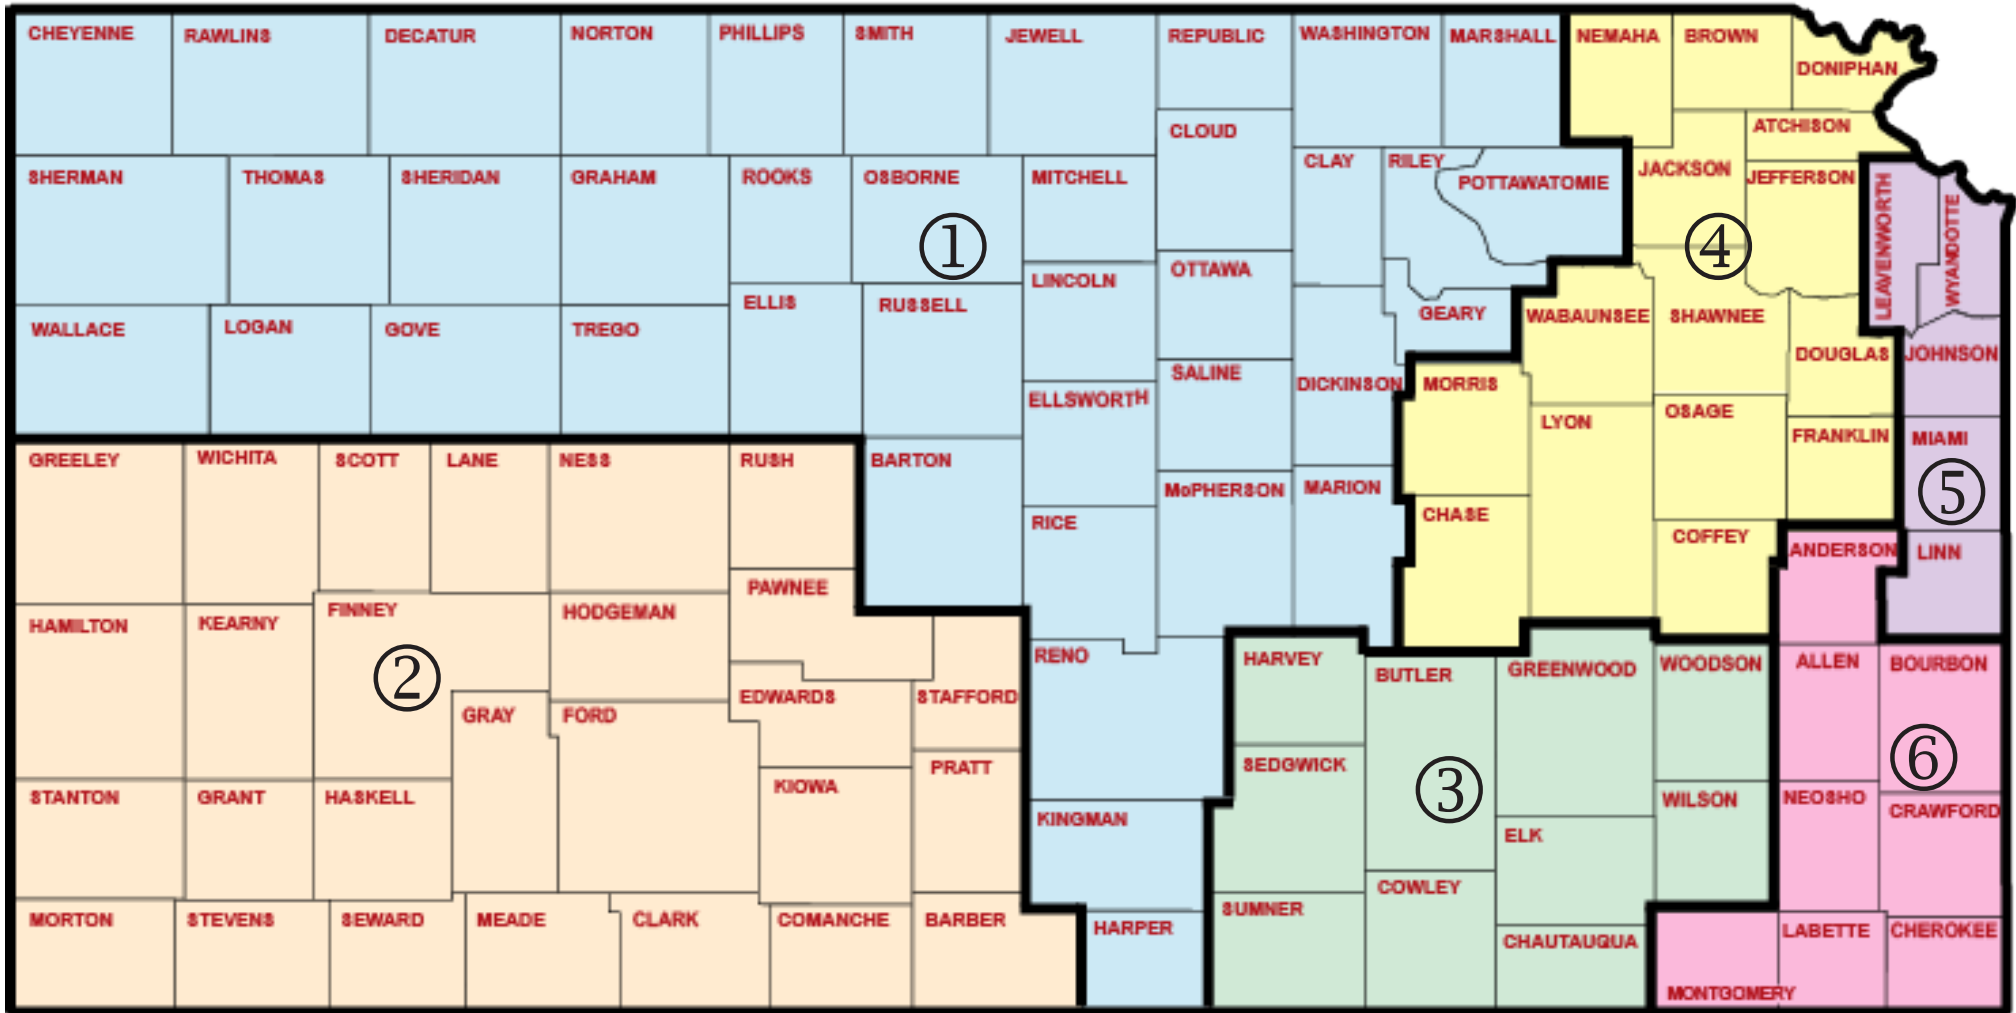 CHEYENNE RAWLINS DECATUR NORTON PHILLIPS SMITH JEWELL REPUBLIC WASHINGTON MARSHALL NEMAHA BROWN
DONIPHAN
CLOUD ATCHISON
SHERMAN THOMAS SHERIDAN GRAHAM ROOKS OSBORNE MITCHELL CLAY RILEY POTTAWATOMIE JACKSON JEFFERSON
LEAVENWORTH WYANDOTTE
① ④
LINCOLN OTTAWA
WALLACE LOGAN GOVE TREGO ELLIS RUSSELL GEARY WABAUNSEE SHAWNEE
DOUGLAS JOHNSON
ELLSWORTH SALINE DICKINSON MORRIS
LYON OSAGE FRANKLIN MIAMI
GREELEY WICHITA SCOTT LANE NESS RUSH BARTON
McPHERSON MARION ⑤
RICE CHASE COFFEY ANDERSON LINN
PAWNEE
HAMILTON KEARNY FINNEY HODGEMAN
②
RENO HARVEY BUTLER GREENWOOD WOODSON ALLEN BOURBON
GRAY FORD EDWARDS STAFFORD
KIOWA PRATT SEDGWICK ③ ⑥
STANTON GRANT HASKELL KINGMAN WILSON NEOSHO CRAWFORD
ELK
COWLEY
MORTON STEVENS SEWARD MEADE CLARK COMANCHE BARBER HARPER SUMNER
CHAUTAUQUA LABETTE CHEROKEE
MONTGOMERY